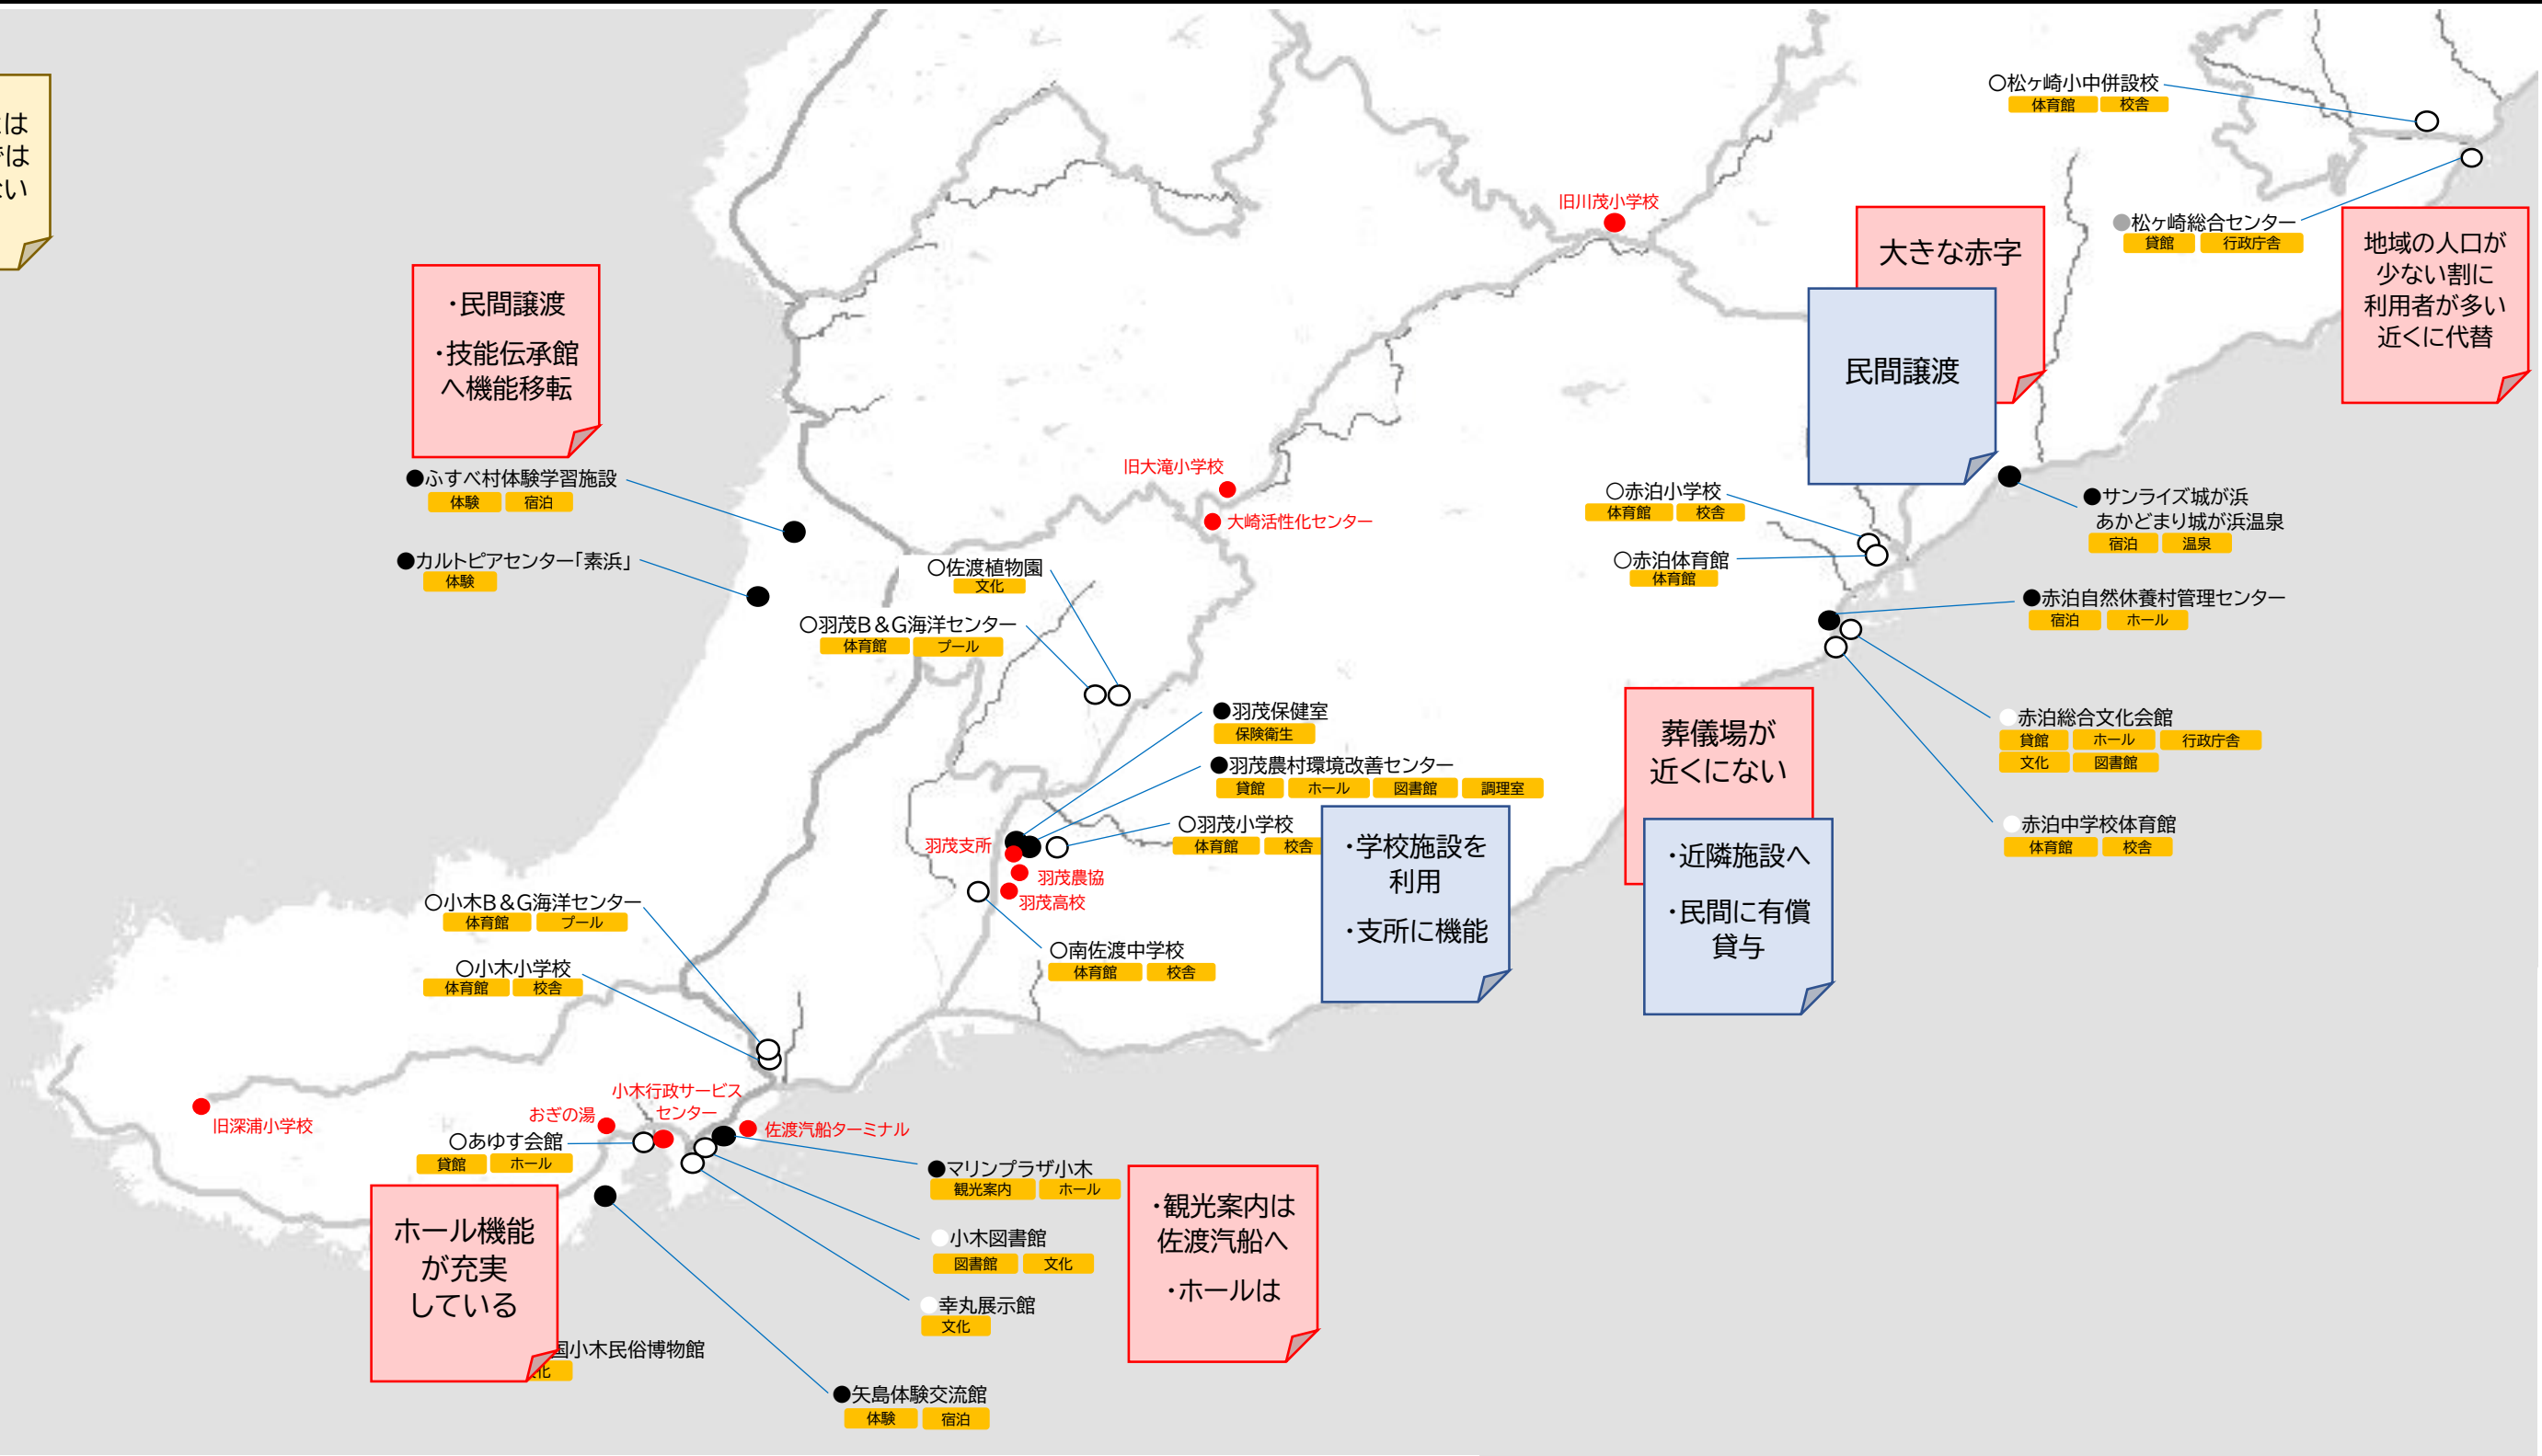 は
では
ない
・民間譲渡
・技能伝承館
へ機能移転
●ふすべ村体験学習施設
体験 宿泊
●カルトピアセンター「素浜」
体験
○佐渡植物園
文化
○羽茂B&G海洋センター
体育館 プール
旧大滝小学校
大崎活性化センター
旧川茂小学校
○松ヶ崎小中併設校
体育館 校舎
●松ヶ崎総合センター
貸館 行政庁舎
地域の人口が
少ない割に
利用者が多い
近くに代替
大きな赤字
民間譲渡
○赤泊小学校
体育館 校舎
○赤泊体育館
体育館
●サンライズ城が浜
あかどまり城が浜温泉
宿泊 温泉
●赤泊自然休養村管理センター
宿泊 ホール
赤泊総合文化会館
貸館 ホール 行政庁舎
文化 図書館
赤泊中学校体育館
体育館 校舎
葬儀場が
近くにない
・近隣施設へ
・民間に有償
貸与
●羽茂保健室
保険衛生
●羽茂農村環境改善センター
貸館 ホール 図書館 調理室
○羽茂小学校
体育館 校舎
・学校施設を
利用
・支所に機能
羽茂支所
羽茂農協
羽茂高校
○南佐渡中学校
体育館 校舎
○小木B&G海洋センター
体育館 プール
○小木小学校
体育館 校舎
旧深浦小学校
おぎの湯
小木行政サービス
センター
佐渡汽船ターミナル
○あゆす会館
貸館 ホール
ホール機能
が充実
している
国小木民俗博物館
化
●マリンプラザ小木
観光案内 ホール
小木図書館
図書館 文化
幸丸展示館
文化
・観光案内は
佐渡汽船へ
・ホールは
●矢島体験交流館
体験 宿泊